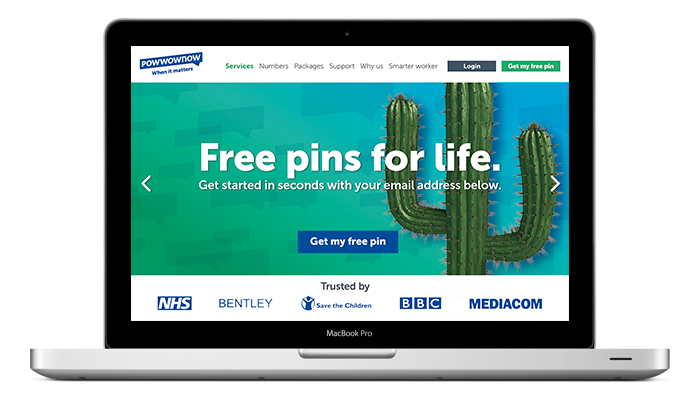 POWWOWNOW
When it matters
Services Numbers Packages Support Why us Smarter worker Login Get my free pin
Free pins for life.
Get started in seconds with your email address below.
Get my free pin
Trusted by
NHS BENTLEY Save the Children BBC MEDIACOM
MacBook Pro